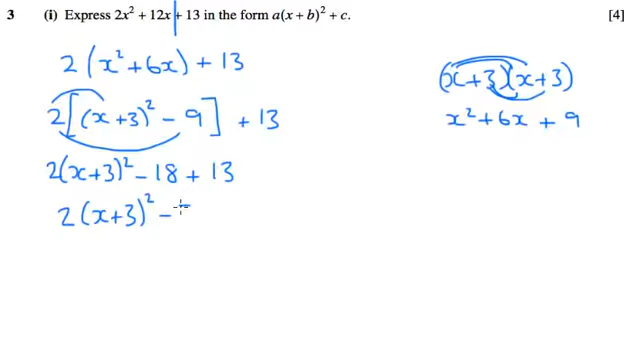 3 (i) Express 2x² + 12x + 13 in the form a(x + b)² + c. [4]
2(x² + 6x) + 13
2[(x+3)² - 9] + 13
2(x+3)² - 18 + 13
2(x+3)² -
(x+3)(x+3)
x² + 6x + 9